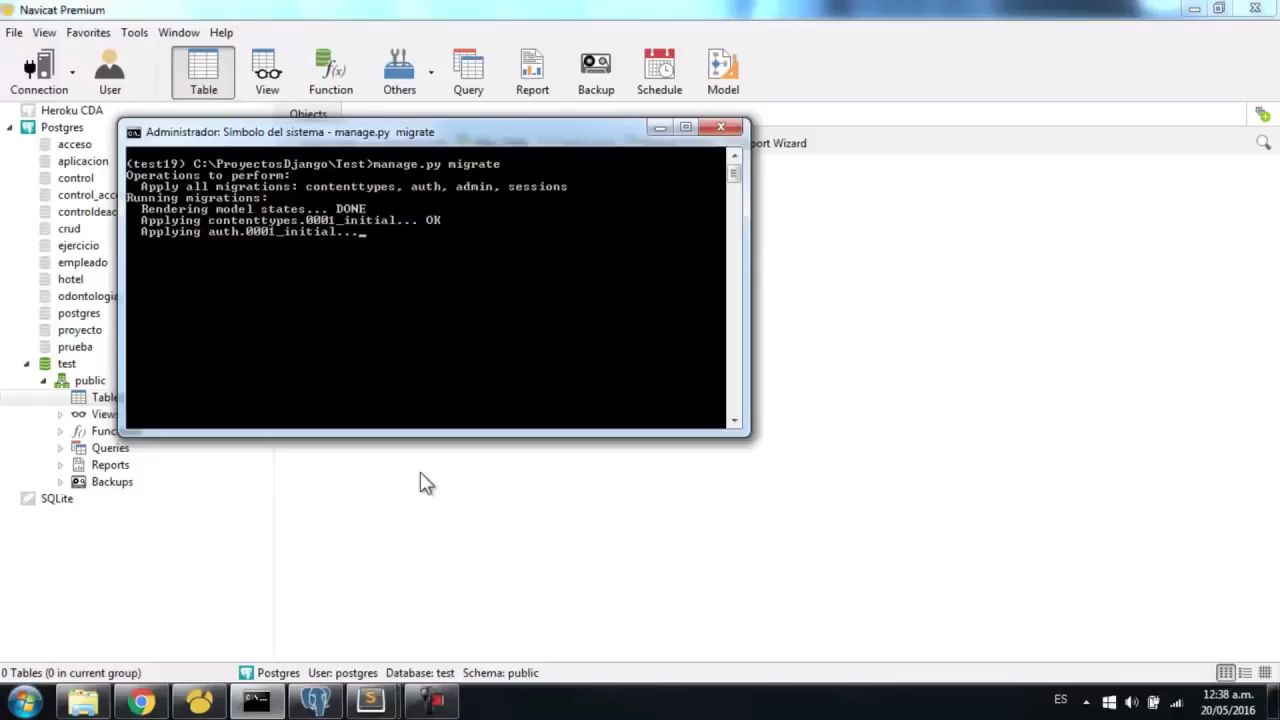 Navicat Premium
File View Favorites Tools Window Help
Connection User Table View Function Others Query Report Backup Schedule Model
f(x)
Heroku CDA
Objects
Postgres
acceso
aplicacion
control
control_acc
controldeac
crud
ejercicio
empleado
hotel
odontologia
postgres
proyecto
prueba
test
public
Table
Views
f() Func
Queries
Reports
Backups
SQLite
port Wizard
Administrador: Símbolo del sistema - manage.py migrate
(test19) C:\ProyectosDjango\Test>manage.py migrate
Operations to perform:
Apply all migrations: contenttypes, auth, admin, sessions
Running migrations:
Rendering model states... DONE
Applying contenttypes.0001_initial... OK
Applying auth.0001_initial..._
0 Tables (0 in current group) Postgres User: postgres Database: test Schema: public
ES 12:38 a.m.
20/05/2016